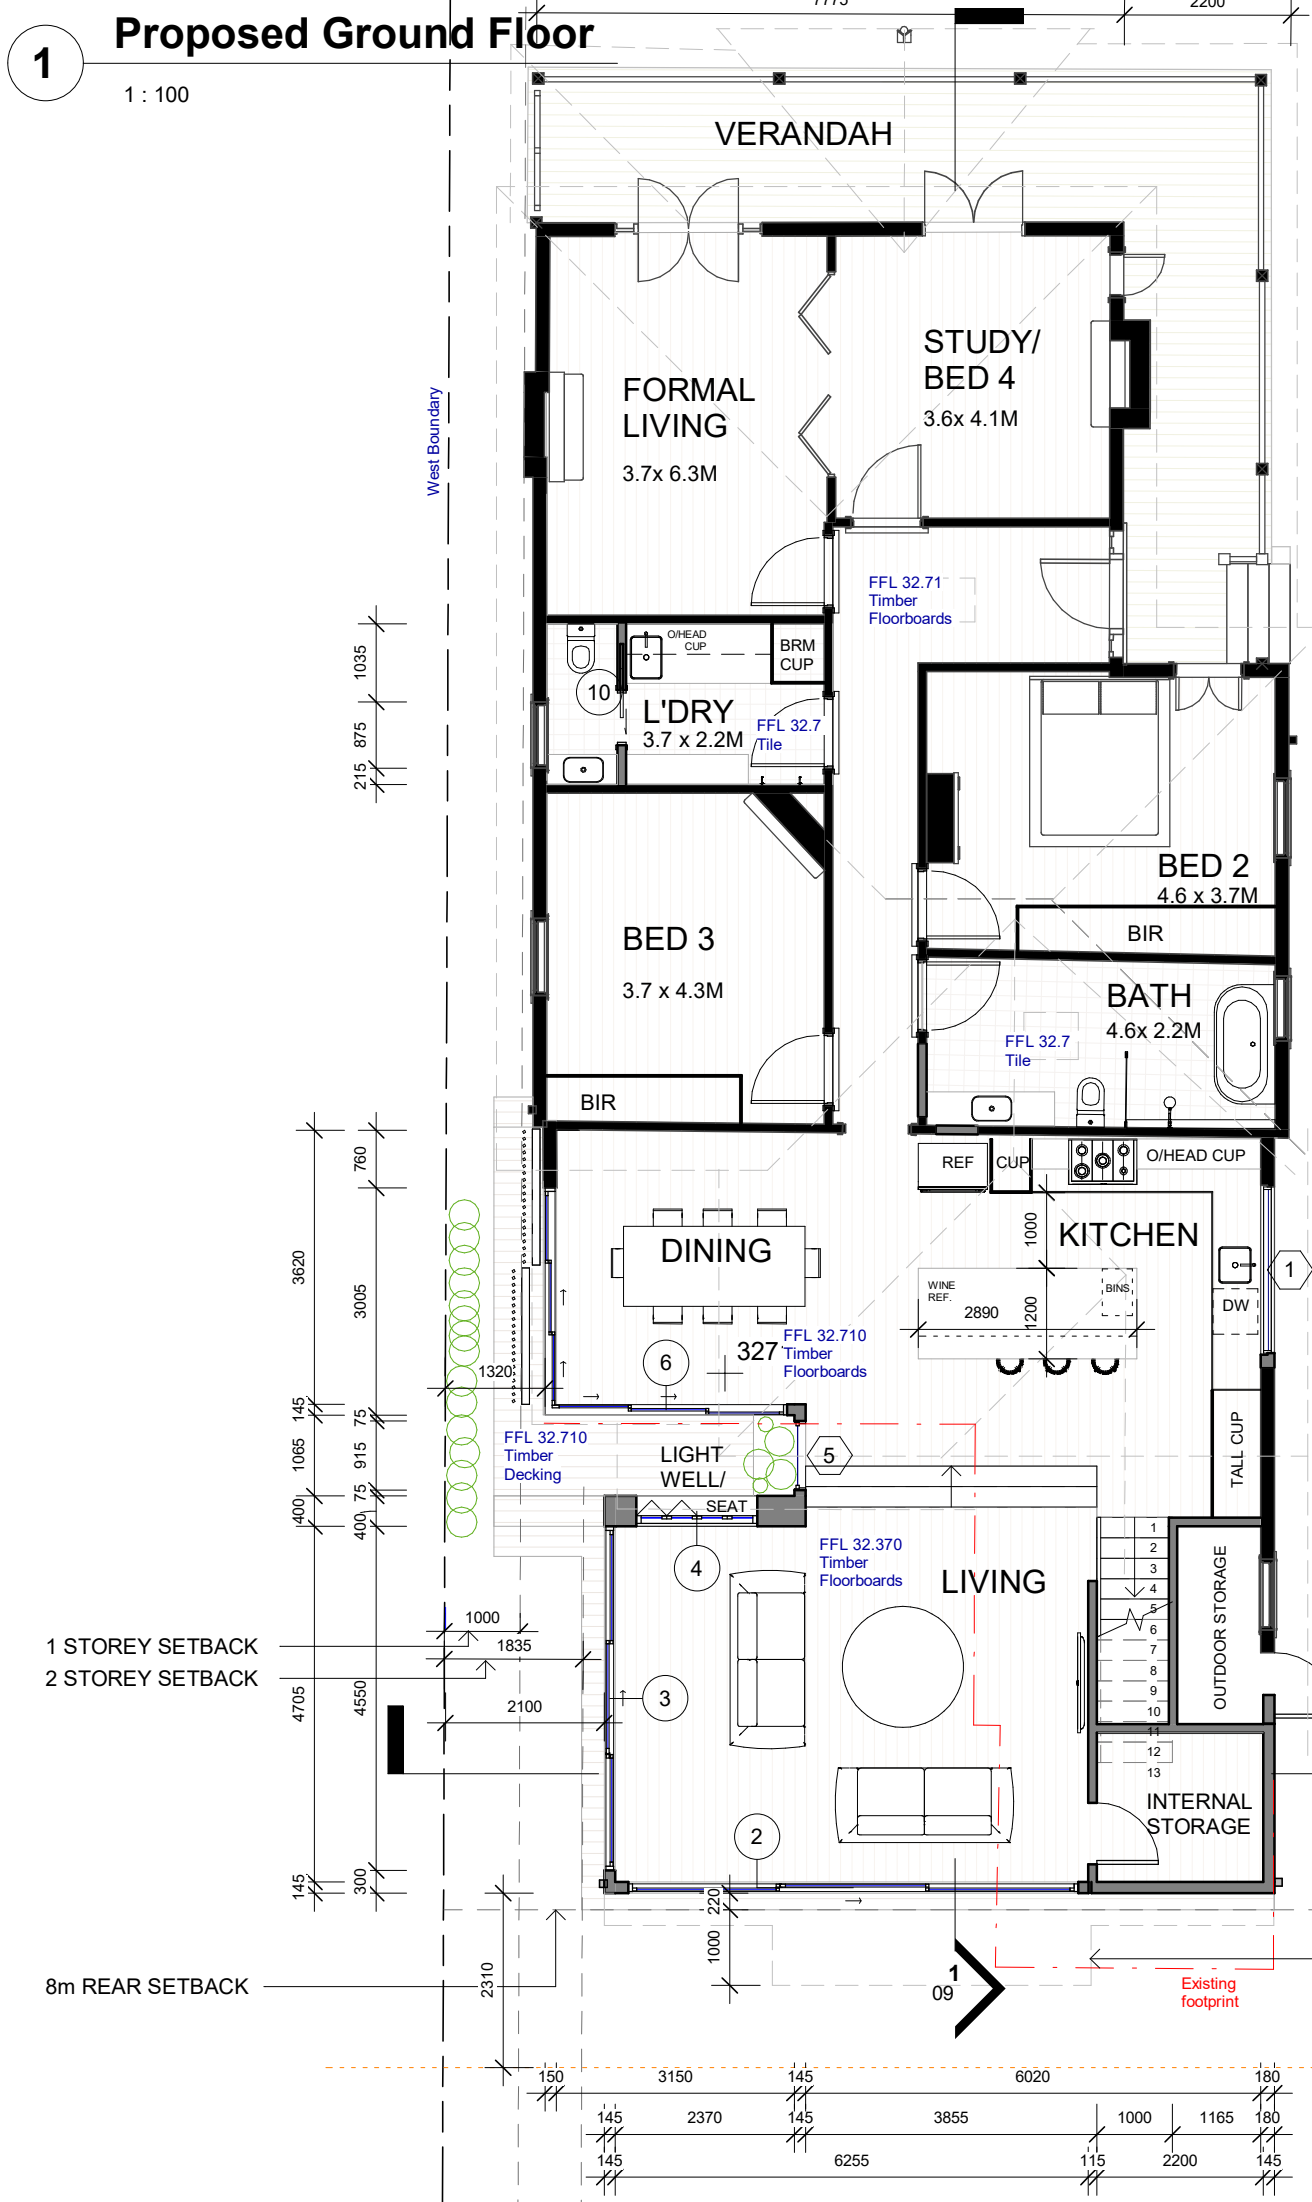 7775
2200
Proposed Ground Floor
1
1 : 100
VERANDAH
STUDY/
BED 4
3.6x 4.1M
FORMAL
LIVING
3.7x 6.3M
West Boundary
FFL 32.71
Timber
Floorboards
O/HEAD
CUP
BRM
CUP
10
L'DRY
3.7 x 2.2M
FFL 32.7
Tile
1035
875
215
BED 2
4.6 x 3.7M
BIR
BED 3
3.7 x 4.3M
BIR
BATH
4.6x 2.2M
FFL 32.7
Tile
REF
CUP
O/HEAD CUP
KITCHEN
1000
DINING
WINE
REF.
2890
1200
BINS
DW
1
760
3620
3005
FFL 32.710
Timber
Floorboards
327
6
1320
145
75
1065
915
75
400
400
FFL 32.710
Timber
Decking
LIGHT
WELL/
SEAT
5
TALL CUP
4
FFL 32.370
Timber
Floorboards
LIVING
1
2
3
4
5
6
7
8
9
10
11
12
13
OUTDOOR STORAGE
1000
1 STOREY SETBACK
1835
2 STOREY SETBACK
4705
4550
2100
3
INTERNAL
STORAGE
2
145
300
220
1000
2310
8m REAR SETBACK
1
09
Existing
footprint
150
3150
145
6020
180
145
2370
145
3855
1000
1165
180
145
6255
115
2200
145